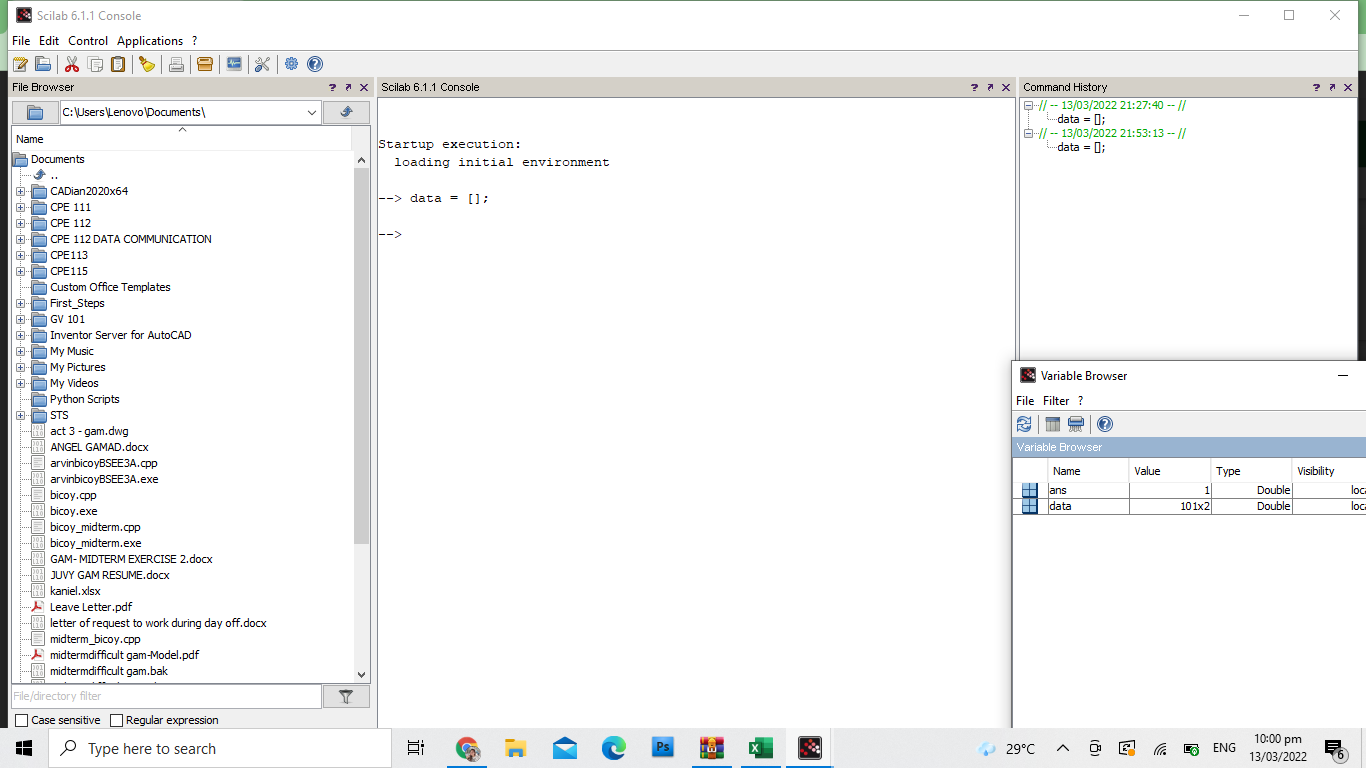 Scilab 6.1.1 Console
File Edit Control Applications ?
File Browser
C:\Users\Lenovo\Documents\
Name
Documents
..
CADian2020x64
CPE 111
CPE 112
CPE 112 DATA COMMUNICATION
CPE113
CPE115
Custom Office Templates
First_Steps
GV 101
Inventor Server for AutoCAD
My Music
My Pictures
My Videos
Python Scripts
STS
act 3 - gam.dwg
ANGEL GAMAD.docx
arvinbicoyBSEE3A.cpp
arvinbicoyBSEE3A.exe
bicoy.cpp
bicoy.exe
bicoy_midterm.cpp
bicoy_midterm.exe
GAM- MIDTERM EXERCISE 2.docx
JUVY GAM RESUME.docx
kaniel.xlsx
Leave Letter.pdf
letter of request to work during day off.docx
midterm_bicoy.cpp
midtermdifficult gam-Model.pdf
midtermdifficult gam.bak
File/directory filter
Case sensitive Regular expression
Scilab 6.1.1 Console
Startup execution:
loading initial environment
--> data = [];
-->
Command History
// -- 13/03/2022 21:27:40 -- //
data = [];
// -- 13/03/2022 21:53:13 -- //
data = [];
Variable Browser
File Filter ?
Variable Browser
Name Value Type Visibility
ans 1 Double loc
data 101x2 Double loc
Type here to search
29°C
ENG
10:00 pm
13/03/2022
6